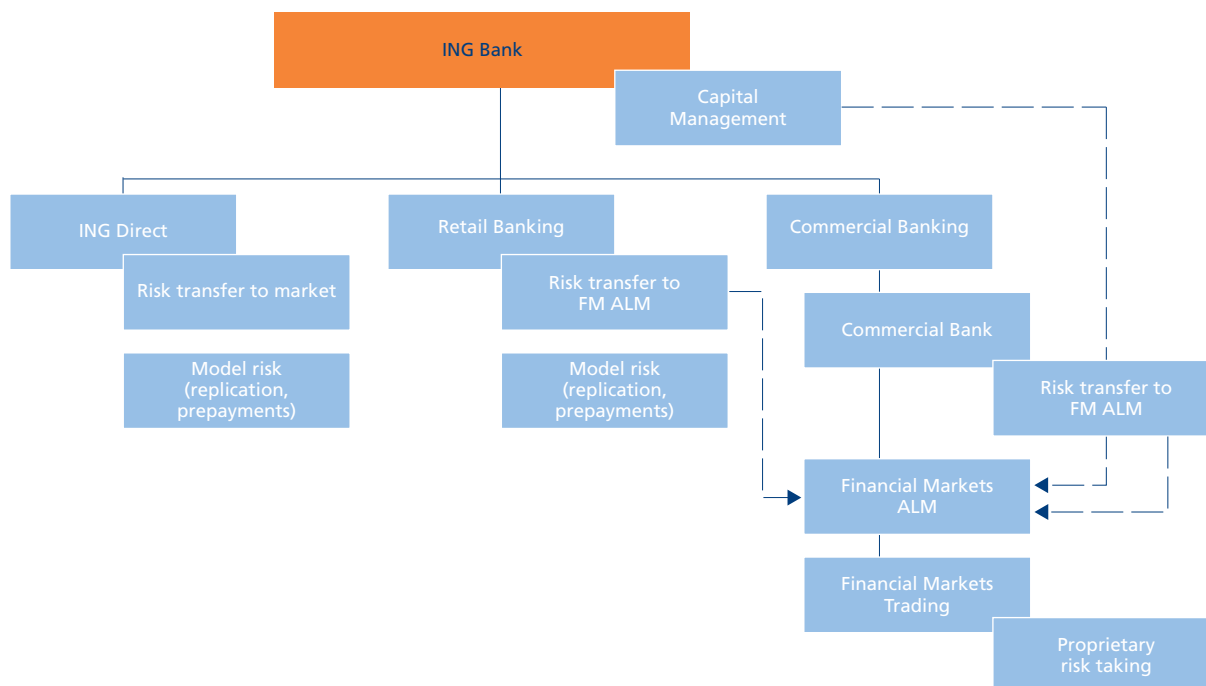 ING Bank
Capital
Management
ING Direct
Retail Banking
Commercial Banking
Risk transfer to market
Risk transfer to
FM ALM
Commercial Bank
Model risk
(replication,
prepayments)
Model risk
(replication,
prepayments)
Risk transfer to
FM ALM
Financial Markets
ALM
Financial Markets
Trading
Proprietary
risk taking